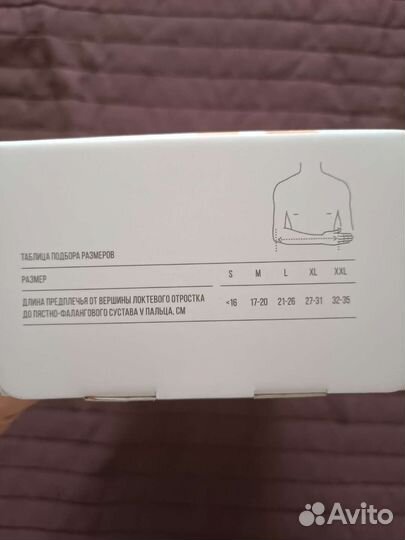 ТАБЛИЦА ПОДБОРА РАЗМЕРОВ
РАЗМЕР S M L XL XXL
ДЛИНА ПРЕДПЛЕЧЬЯ ОТ ВЕРШИНЫ ЛОКТЕВОГО ОТРОСТКА
ДО ПЯСТНО-ФАЛАНГОВОГО СУСТАВА V ПАЛЬЦА, СМ <16 17-20 21-26 27-31 32-35
Avito